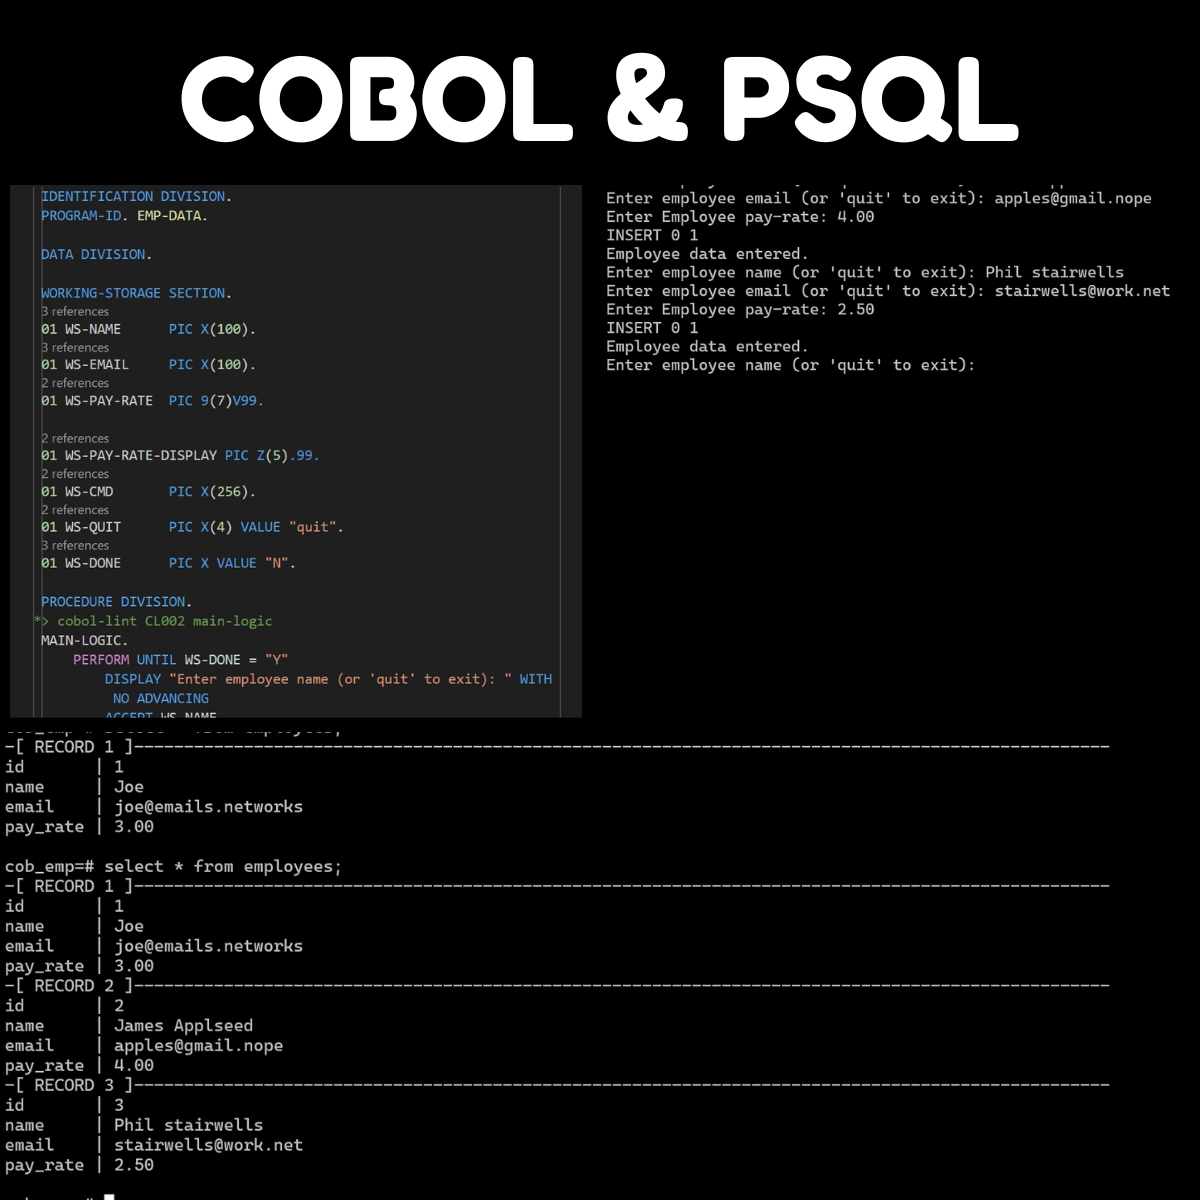 COBOL & PSQL
IDENTIFICATION DIVISION.
PROGRAM-ID. EMP-DATA.
DATA DIVISION.
WORKING-STORAGE SECTION.
3 references
01 WS-NAME      PIC X(100).
3 references
01 WS-EMAIL     PIC X(100).
2 references
01 WS-PAY-RATE  PIC 9(7)V99.
2 references
01 WS-PAY-RATE-DISPLAY PIC Z(5).99.
2 references
01 WS-CMD       PIC X(256).
2 references
01 WS-QUIT      PIC X(4) VALUE "quit".
3 references
01 WS-DONE      PIC X VALUE "N".
PROCEDURE DIVISION.
*> cobol-lint CL002 main-logic
MAIN-LOGIC.
PERFORM UNTIL WS-DONE = "Y"
DISPLAY "Enter employee name (or 'quit' to exit): " WITH
NO ADVANCING
ACCEPT WS-NAME
Enter employee email (or 'quit' to exit): apples@gmail.nope
Enter Employee pay-rate: 4.00
INSERT 0 1
Employee data entered.
Enter employee name (or 'quit' to exit): Phil stairwells
Enter employee email (or 'quit' to exit): stairwells@work.net
Enter Employee pay-rate: 2.50
INSERT 0 1
Employee data entered.
Enter employee name (or 'quit' to exit):
-[ RECORD 1 ]---
id       | 1
name     | Joe
email    | joe@emails.networks
pay_rate | 3.00
cob_emp=# select * from employees;
-[ RECORD 1 ]---
id       | 1
name     | Joe
email    | joe@emails.networks
pay_rate | 3.00
-[ RECORD 2 ]---
id       | 2
name     | James Applseed
email    | apples@gmail.nope
pay_rate | 4.00
-[ RECORD 3 ]---
id       | 3
name     | Phil stairwells
email    | stairwells@work.net
pay_rate | 2.50